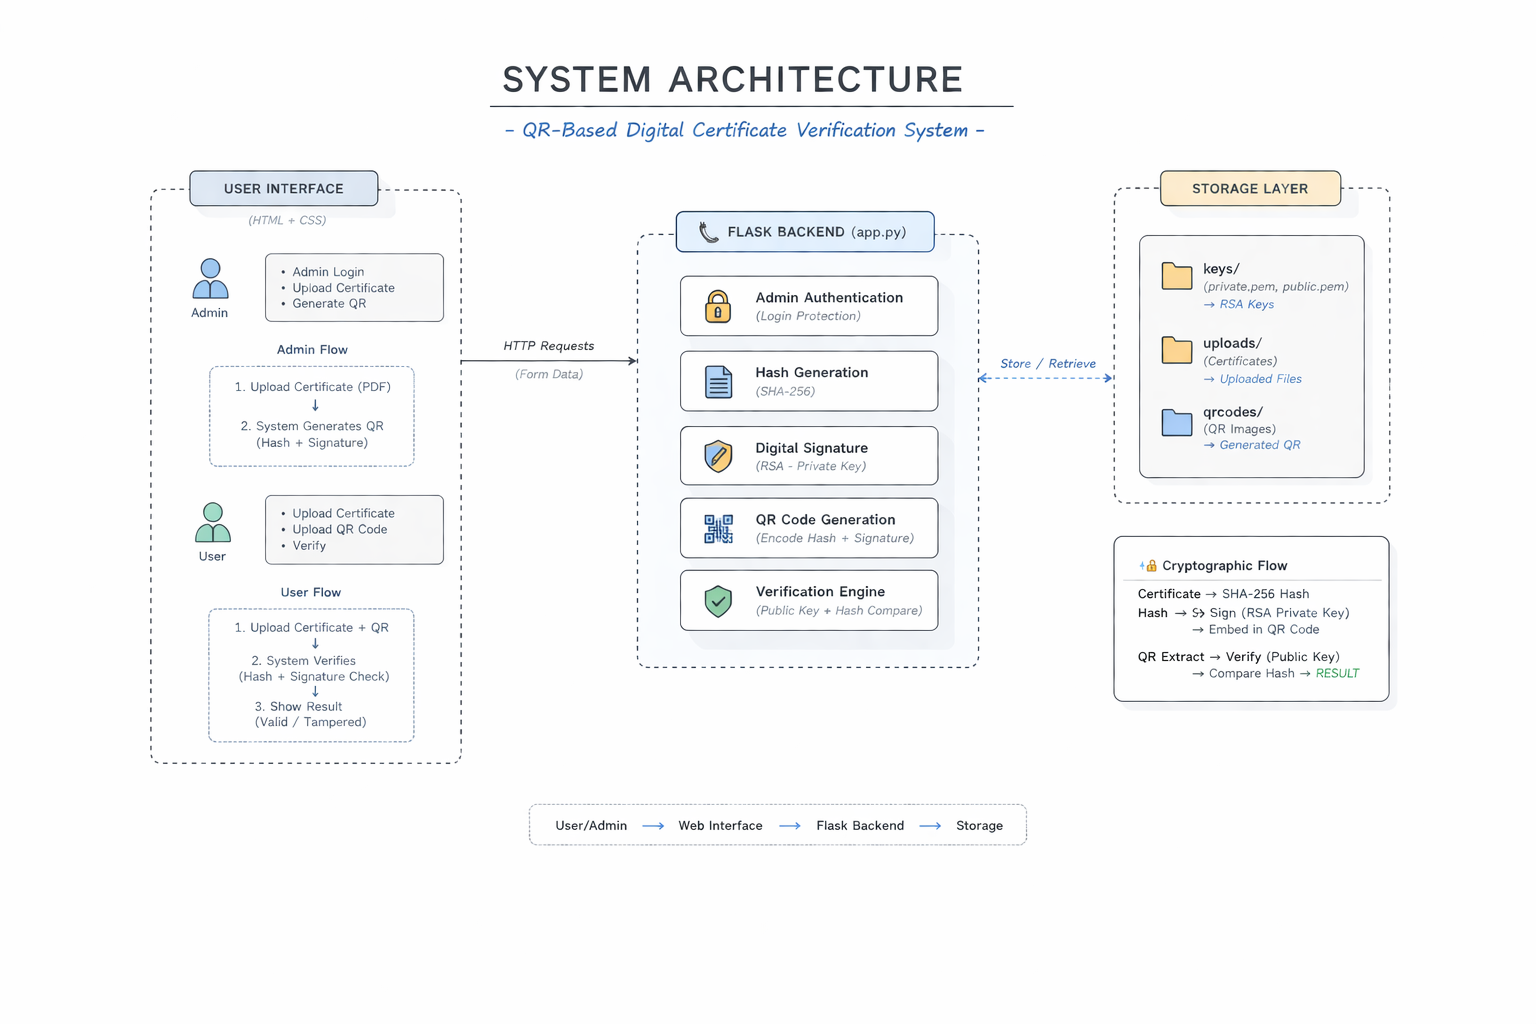 SYSTEM ARCHITECTURE
- QR-Based Digital Certificate Verification System -
USER INTERFACE
(HTML + CSS)
Admin
• Admin Login
• Upload Certificate
• Generate QR
Admin Flow
1. Upload Certificate (PDF)
↓
2. System Generates QR
(Hash + Signature)
User
• Upload Certificate
• Upload QR Code
• Verify
User Flow
1. Upload Certificate + QR
↓
2. System Verifies
(Hash + Signature Check)
↓
3. Show Result
(Valid / Tampered)
HTTP Requests
(Form Data)
FLASK BACKEND (app.py)
Admin Authentication
(Login Protection)
Hash Generation
(SHA-256)
Digital Signature
(RSA - Private Key)
QR Code Generation
(Encode Hash + Signature)
Verification Engine
(Public Key + Hash Compare)
Store / Retrieve
STORAGE LAYER
keys/
(private.pem, public.pem)
→ RSA Keys
uploads/
(Certificates)
→ Uploaded Files
qrcodes/
(QR Images)
→ Generated QR
Cryptographic Flow
Certificate → SHA-256 Hash
Hash → Sign (RSA Private Key)
→ Embed in QR Code
QR Extract → Verify (Public Key)
→ Compare Hash → RESULT
User/Admin → Web Interface → Flask Backend → Storage